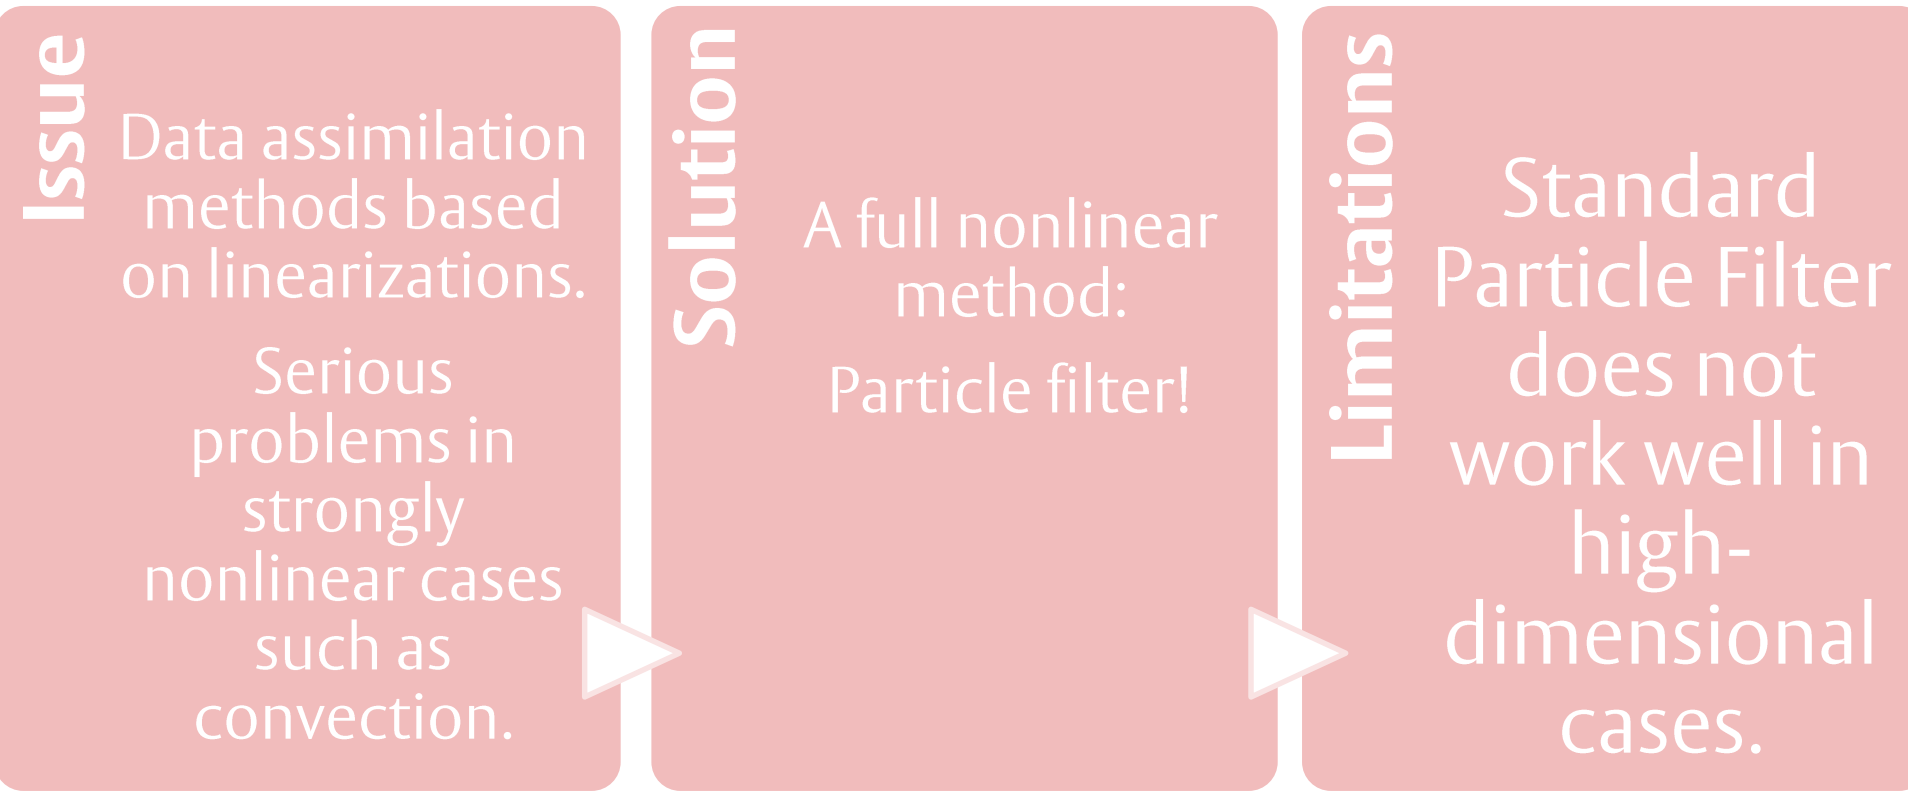 Issue
Data assimilation
methods based
on linearizations.
Serious
problems in
strongly
nonlinear cases
such as
convection.
Solution
A full nonlinear
method:
Particle filter!
Limitations
Standard
Particle Filter
does not
work well in
high-
dimensional
cases.